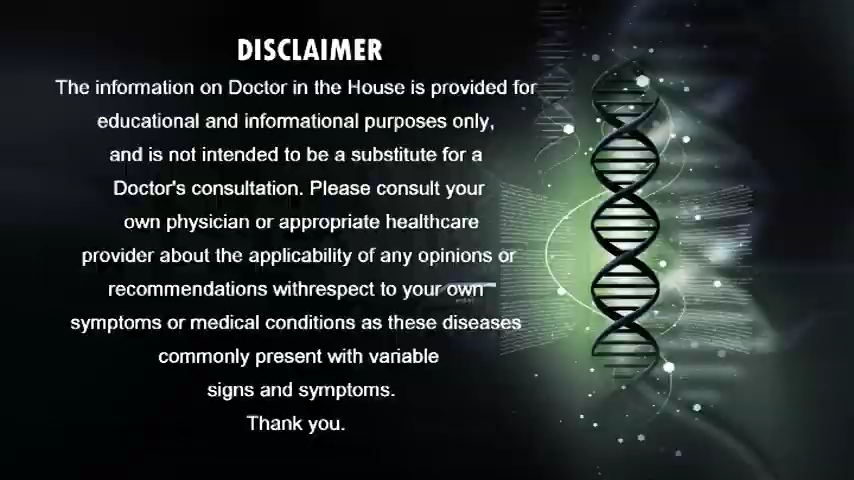 DISCLAIMER
The information on Doctor in the House is provided for
educational and informational purposes only,
and is not intended to be a substitute for a
Doctor's consultation. Please consult your
own physician or appropriate healthcare
provider about the applicability of any opinions or
recommendations withrespect to your own
symptoms or medical conditions as these diseases
commonly present with variable
signs and symptoms.
Thank you.